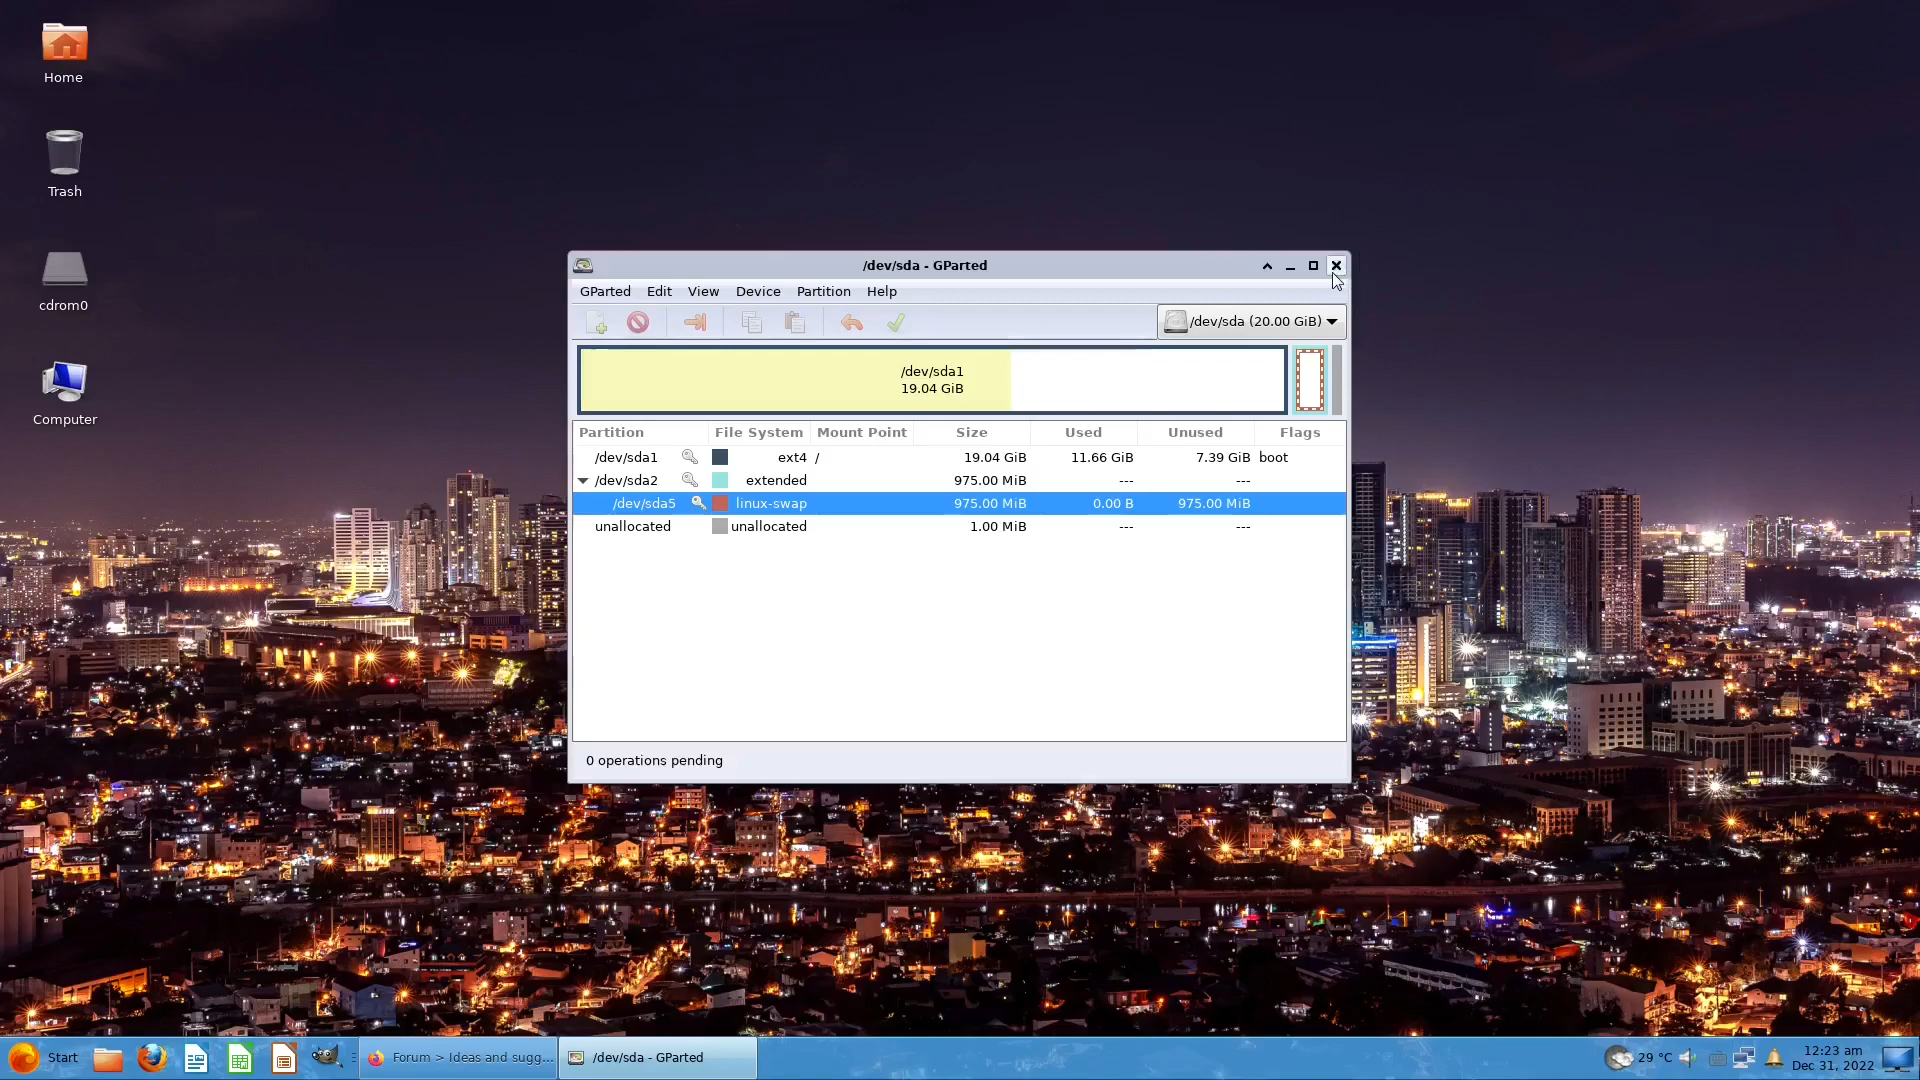 Home
Trash
cdrom0
Computer
/dev/sda - GParted
GParted Edit View Device Partition Help
/dev/sda (20.00 GiB)
/dev/sda1
19.04 GiB
Partition File System Mount Point Size Used Unused Flags
/dev/sda1 ext4 / 19.04 GiB 11.66 GiB 7.39 GiB boot
/dev/sda2 extended 975.00 MiB --- ---
/dev/sda5 linux-swap 975.00 MiB 0.00 B 975.00 MiB
unallocated unallocated 1.00 MiB --- ---
0 operations pending
Start Forum > Ideas and sugg... /dev/sda - GParted 29 °C 12:23 am
Dec 31, 2022